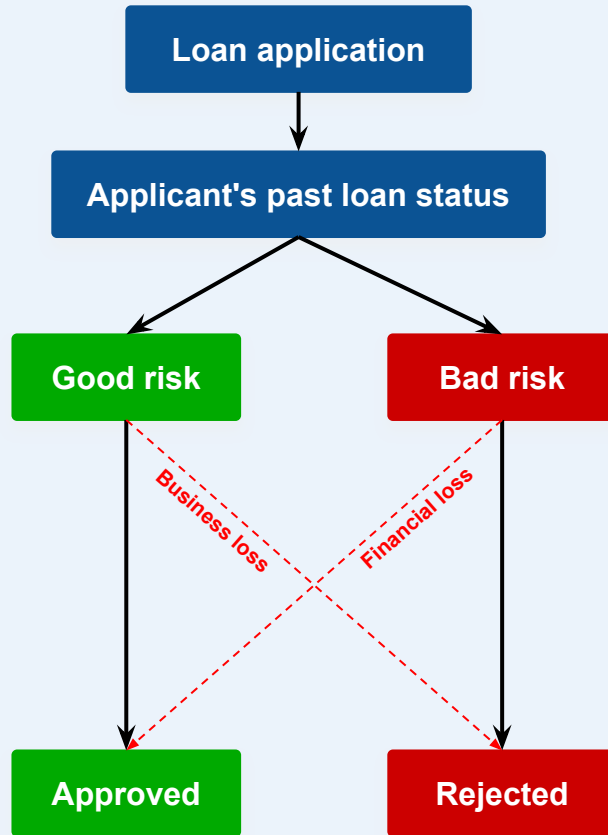 Loan application
Applicant's past loan status
Good risk
Bad risk
Business loss
Financial loss
Approved
Rejected